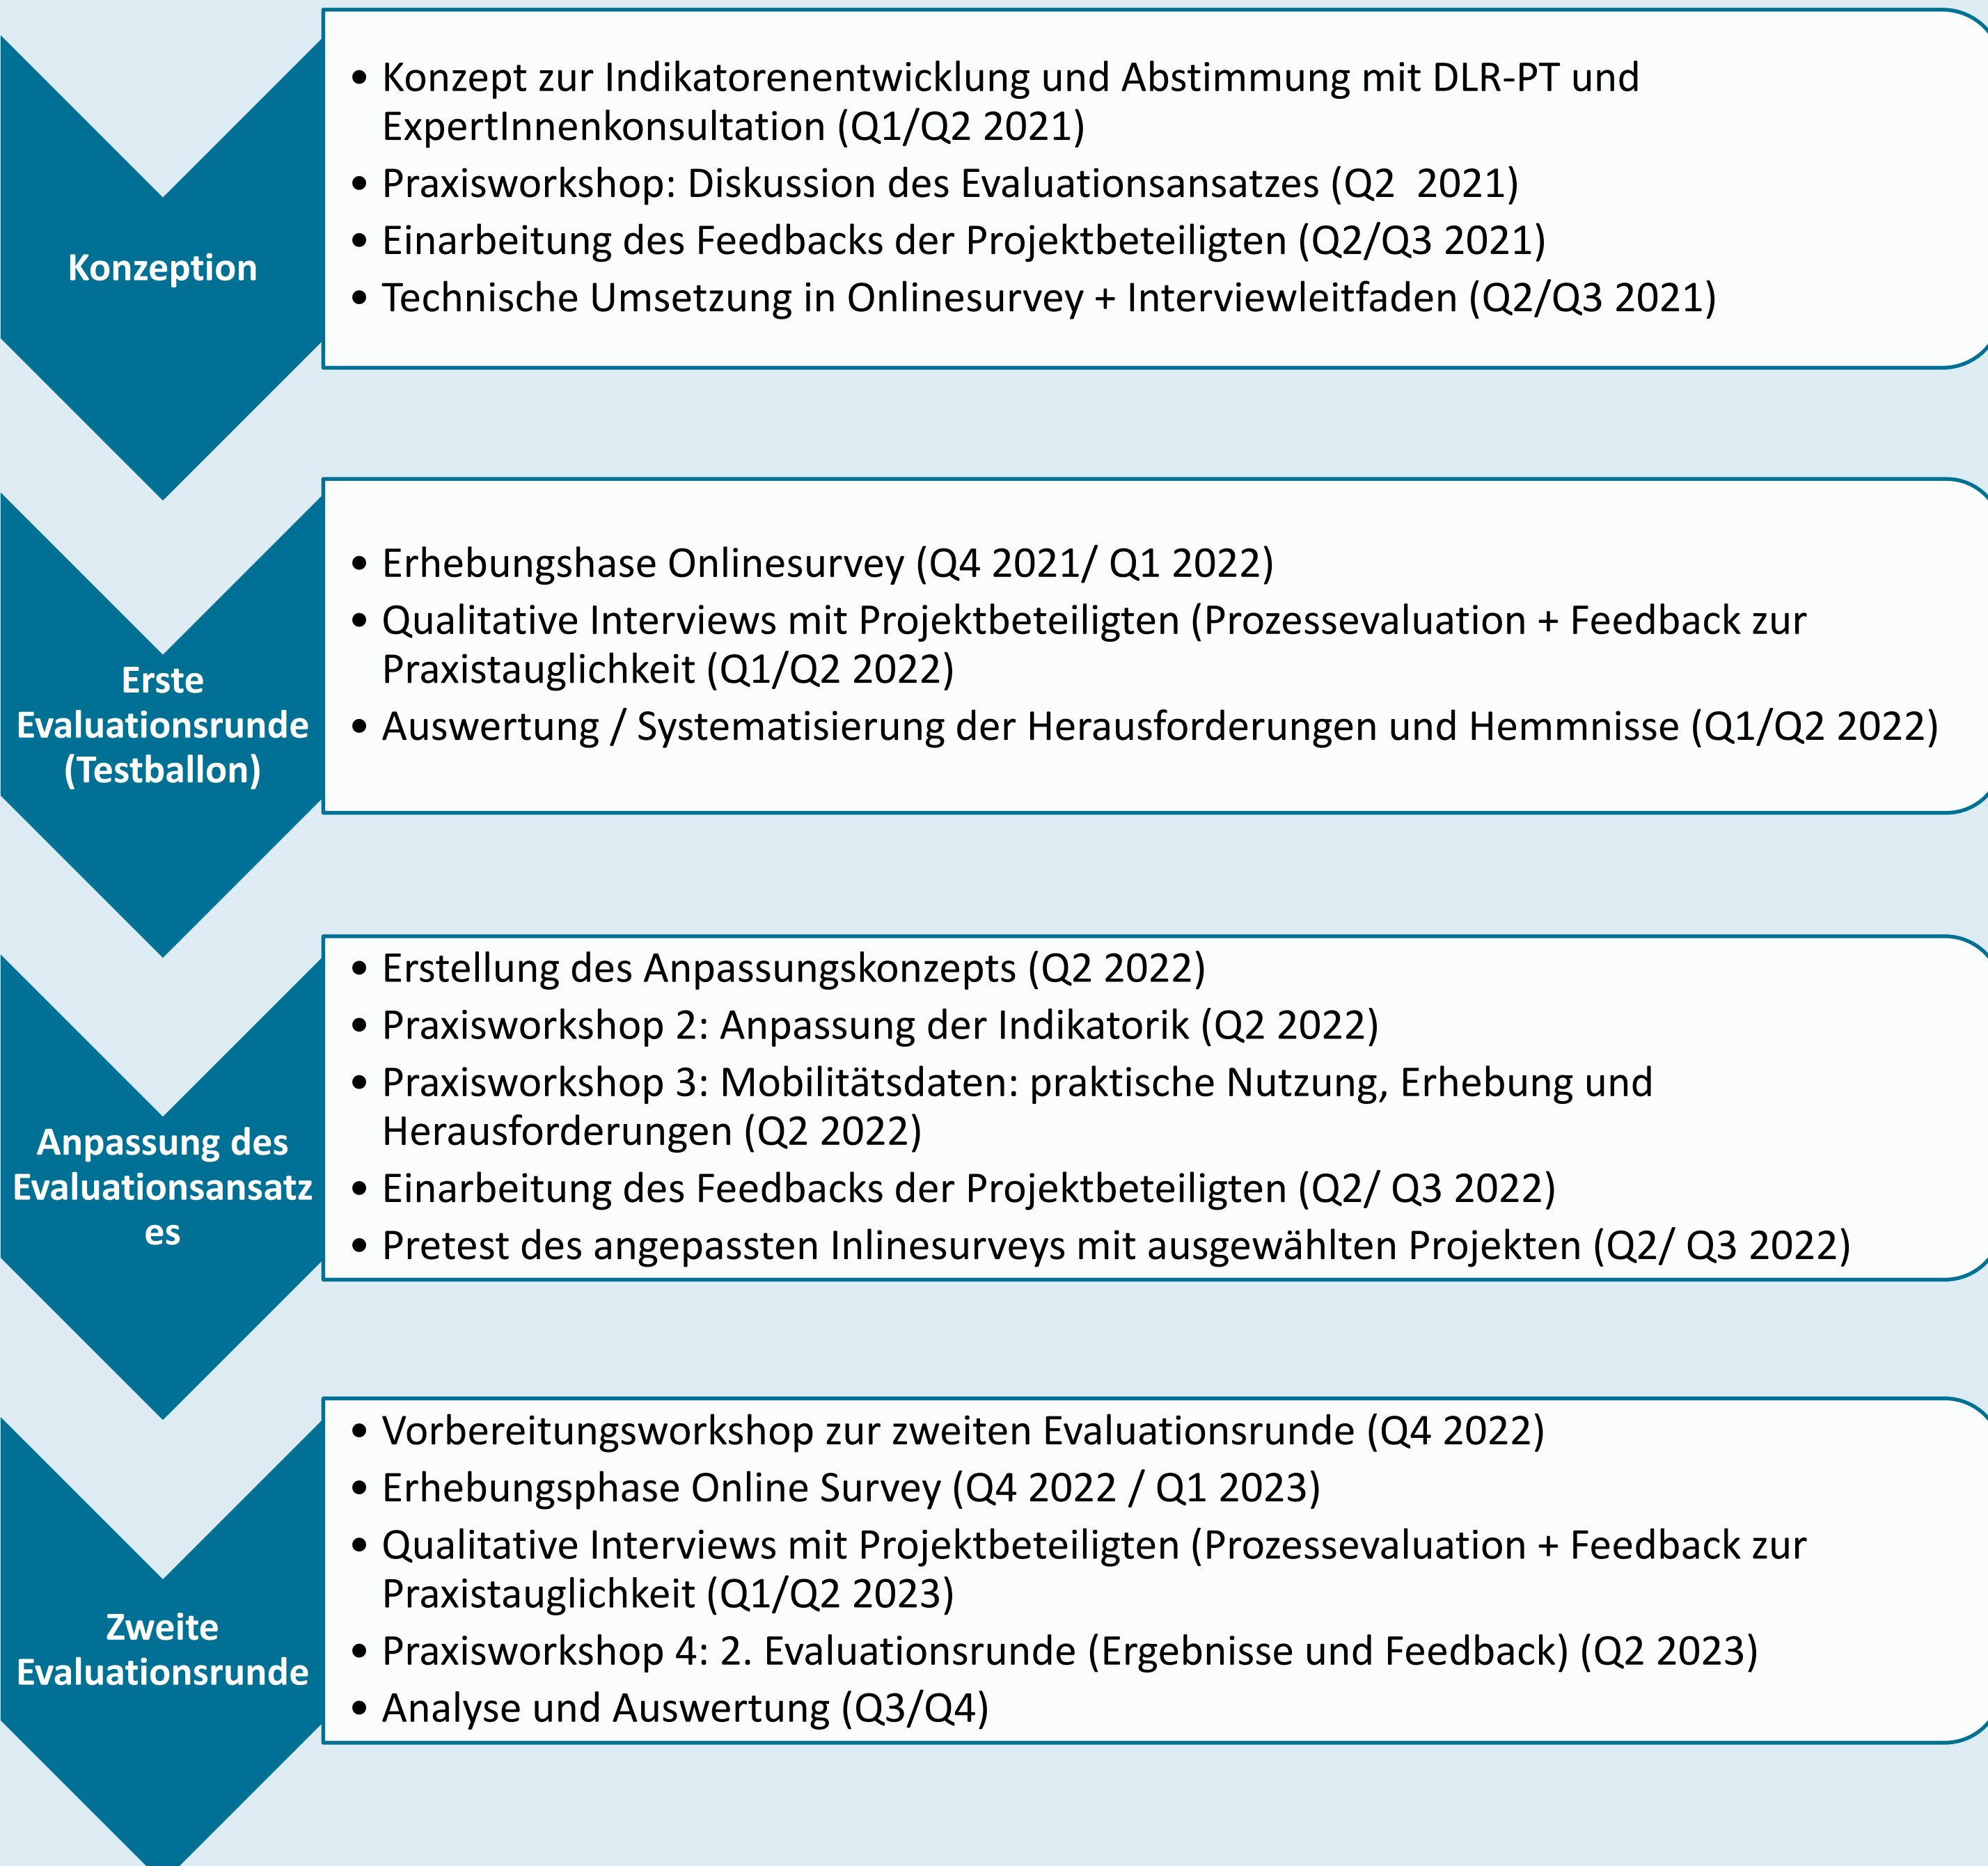 Konzeption
• Konzept zur Indikatorenentwicklung und Abstimmung mit DLR-PT und
ExpertInnenkonsultation (Q1/Q2 2021)
• Praxisworkshop: Diskussion des Evaluationsansatzes (Q2  2021)
• Einarbeitung des Feedbacks der Projektbeteiligten (Q2/Q3 2021)
• Technische Umsetzung in Onlinesurvey + Interviewleitfaden (Q2/Q3 2021)
Erste
Evaluationsrunde
(Testballon)
• Erhebungshase Onlinesurvey (Q4 2021/ Q1 2022)
• Qualitative Interviews mit Projektbeteiligten (Prozessevaluation + Feedback zur
Praxistauglichkeit (Q1/Q2 2022)
• Auswertung / Systematisierung der Herausforderungen und Hemmnisse (Q1/Q2 2022)
Anpassung des
Evaluationsansatz
es
• Erstellung des Anpassungskonzepts (Q2 2022)
• Praxisworkshop 2: Anpassung der Indikatorik (Q2 2022)
• Praxisworkshop 3: Mobilitätsdaten: praktische Nutzung, Erhebung und
Herausforderungen (Q2 2022)
• Einarbeitung des Feedbacks der Projektbeteiligten (Q2/ Q3 2022)
• Pretest des angepassten Inlinesurveys mit ausgewählten Projekten (Q2/ Q3 2022)
Zweite
Evaluationsrunde
• Vorbereitungsworkshop zur zweiten Evaluationsrunde (Q4 2022)
• Erhebungsphase Online Survey (Q4 2022 / Q1 2023)
• Qualitative Interviews mit Projektbeteiligten (Prozessevaluation + Feedback zur
Praxistauglichkeit (Q1/Q2 2023)
• Praxisworkshop 4: 2. Evaluationsrunde (Ergebnisse und Feedback) (Q2 2023)
• Analyse und Auswertung (Q3/Q4)